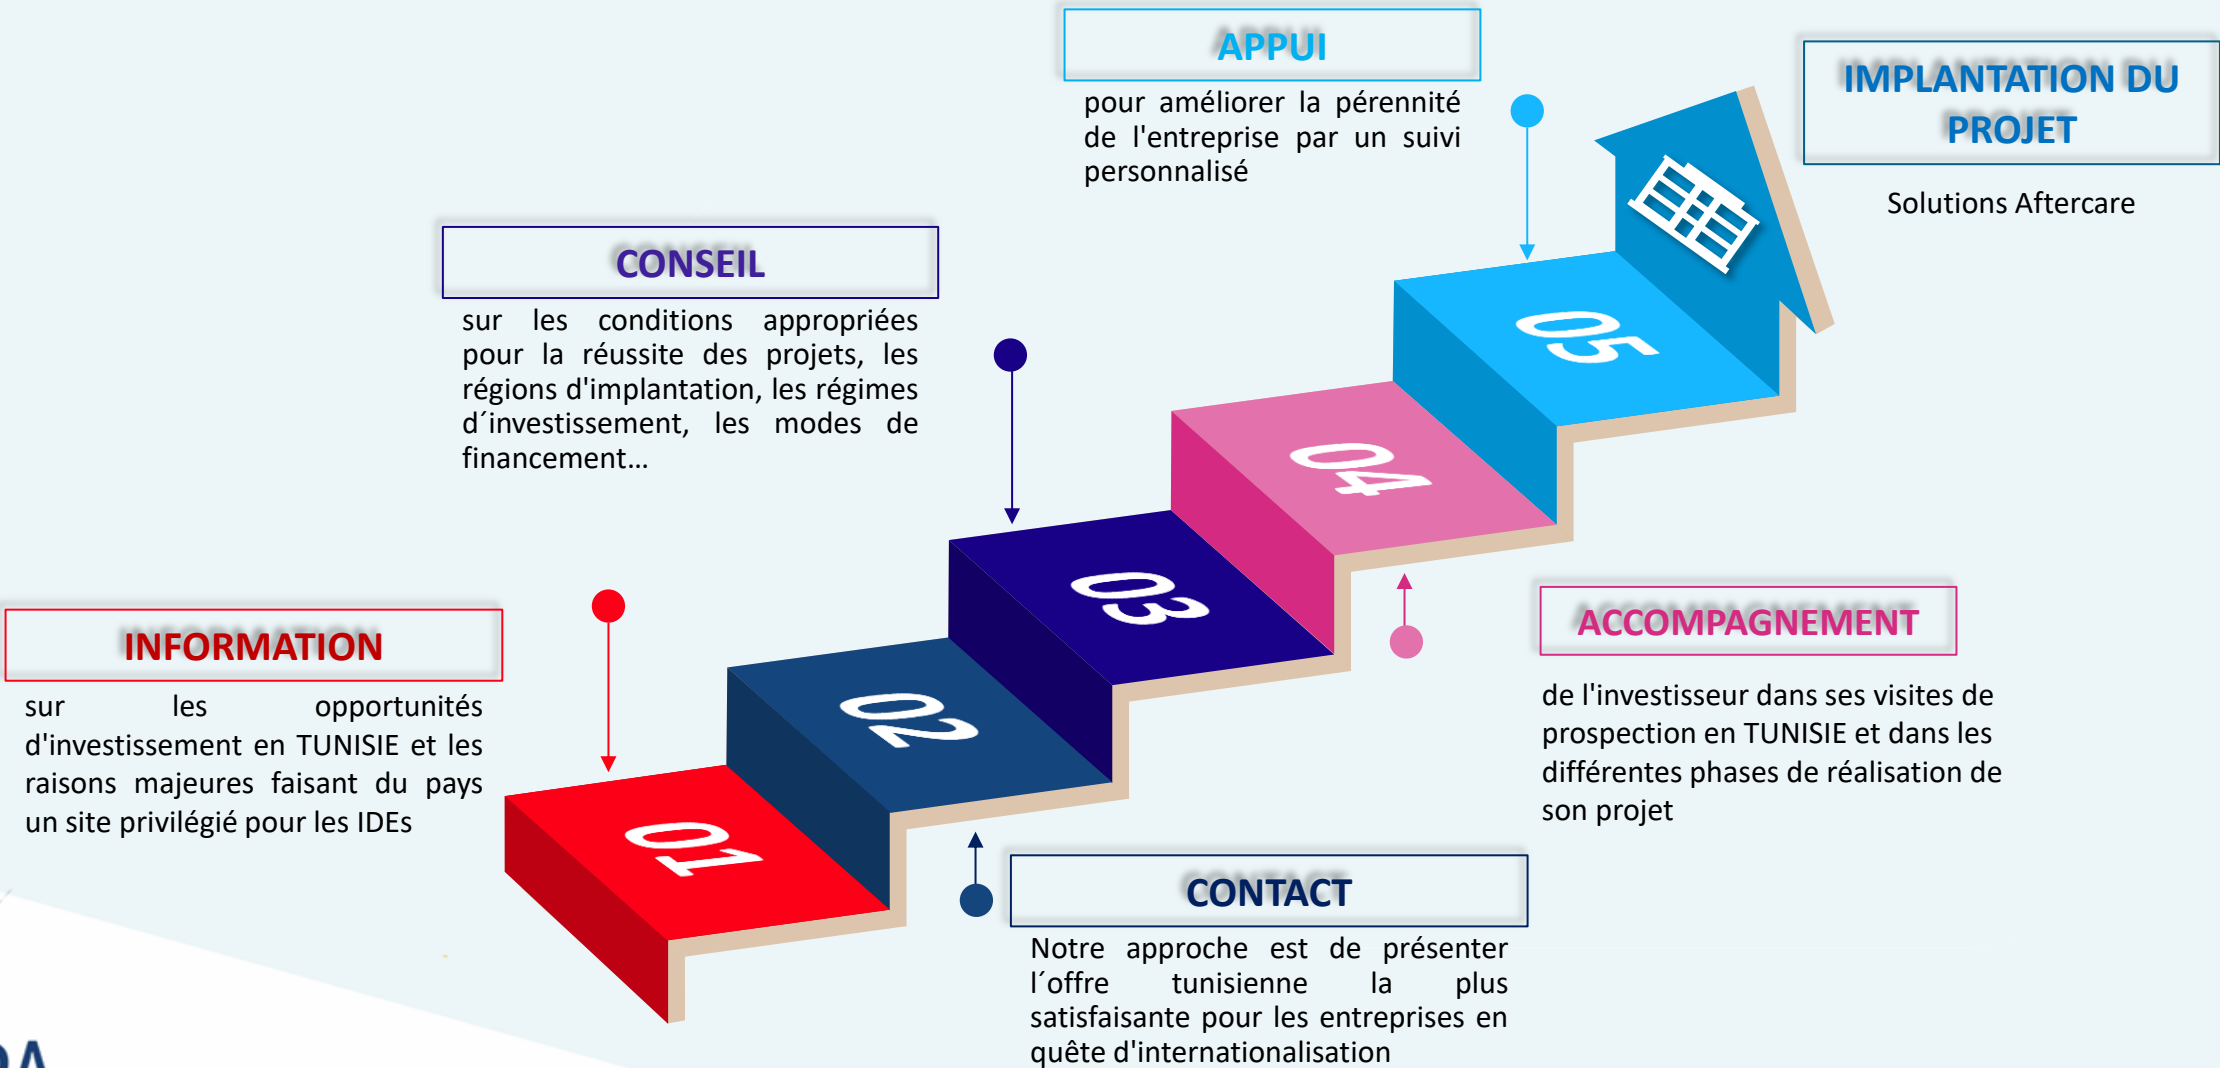 INFORMATION
sur les opportunités
d'investissement en TUNISIE et les
raisons majeures faisant du pays
un site privilégié pour les IDEs
01
02
CONTACT
Notre approche est de présenter
l´offre tunisienne la plus
satisfaisante pour les entreprises en
quête d'internationalisation
CONSEIL
sur les conditions appropriées
pour la réussite des projets, les
régions d'implantation, les régimes
d´investissement, les modes de
financement…
03
04
ACCOMPAGNEMENT
de l'investisseur dans ses visites de
prospection en TUNISIE et dans les
différentes phases de réalisation de
son projet
APPUI
pour améliorer la pérennité
de l'entreprise par un suivi
personnalisé
05
IMPLANTATION DU
PROJET
Solutions Aftercare